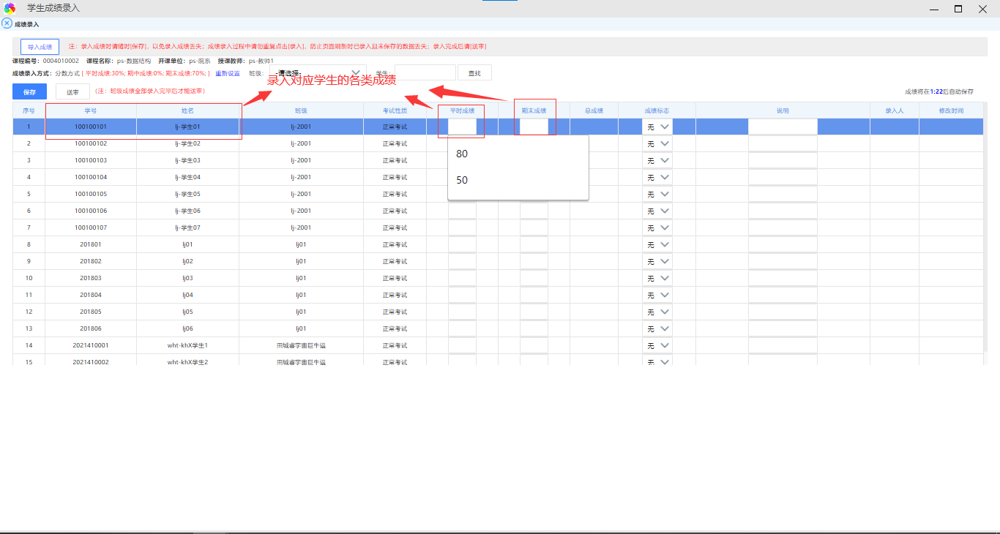 学生成绩录入
成绩录入
导入成绩 注：录入成绩时请随时[保存]，以免录入成绩丢失；成绩录入过程中请勿重复点击[录入]，防止页面刷新时已录入且未保存的数据丢失；录入完成后请[送审]
课程编号：0004010002 课程名称：ps-数据结构 开课单位：ps-院系 授课教师：ps-教师1
成绩录入方式：分数方式 [ 平时成绩:30%; 期中成绩:0%; 期末成绩:70%; ] 重新设置 班级： -请选择- 学生： 查找
录入对应学生的各类成绩
保存 送审 （注：班级成绩全部录入完毕后才能送审） 成绩将在1:22后自动保存
序号 学号 姓名 班级 考试性质 平时成绩 期末成绩 总成绩 成绩标志 说明 录入人 修改时间
1 100100101 lj-学生01 lj-2001 正常考试 无
2 100100102 lj-学生02 lj-2001 正常考试 无
80
3 100100103 lj-学生03 lj-2001 正常考试 无
4 100100104 lj-学生04 lj-2001 正常考试 无
50
5 100100105 lj-学生05 lj-2001 正常考试 无
6 100100106 lj-学生06 lj-2001 正常考试 无
7 100100107 lj-学生07 lj-2001 正常考试 无
8 201801 lj01 lj01 正常考试 无
9 201802 lj02 lj01 正常考试 无
10 201803 lj03 lj01 正常考试 无
11 201804 lj04 lj01 正常考试 无
12 201805 lj05 lj01 正常考试 无
13 201806 lj06 lj01 正常考试 无
14 2021410001 wht-khX学生1 田城睿宇宙巨牛逼 正常考试 无
15 2021410002 wht-khX学生2 田城睿宇宙巨牛逼 正常考试 无